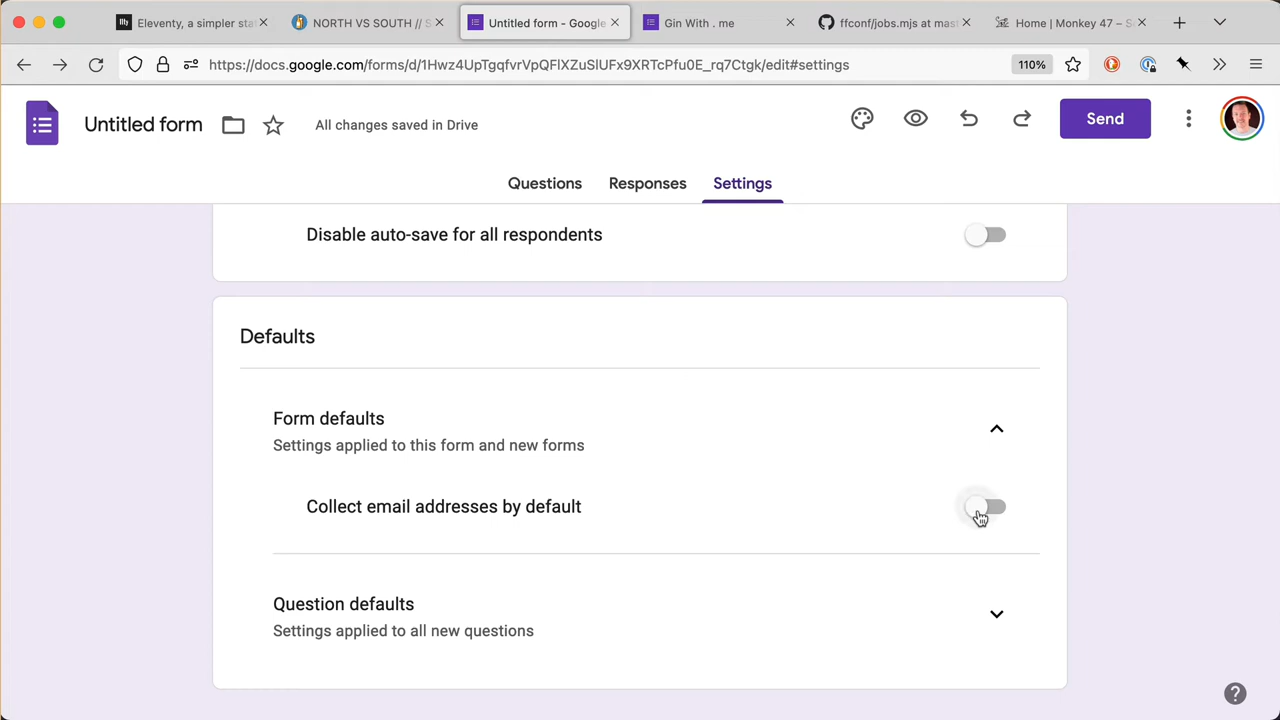 Eleventy, a simpler sta
NORTH VS SOUTH // S
Untitled form - Google
Gin With . me
ffconf/jobs.mjs at mast
Home | Monkey 47 – S
https://docs.google.com/forms/d/1Hwz4UpTgqfvrVpQFlXZuSlUFx9XRTcPfu0E_rq7Ctgk/edit#settings
110%
Untitled form
All changes saved in Drive
Send
Questions
Responses
Settings
Disable auto-save for all respondents
Defaults
Form defaults
Settings applied to this form and new forms
Collect email addresses by default
Question defaults
Settings applied to all new questions